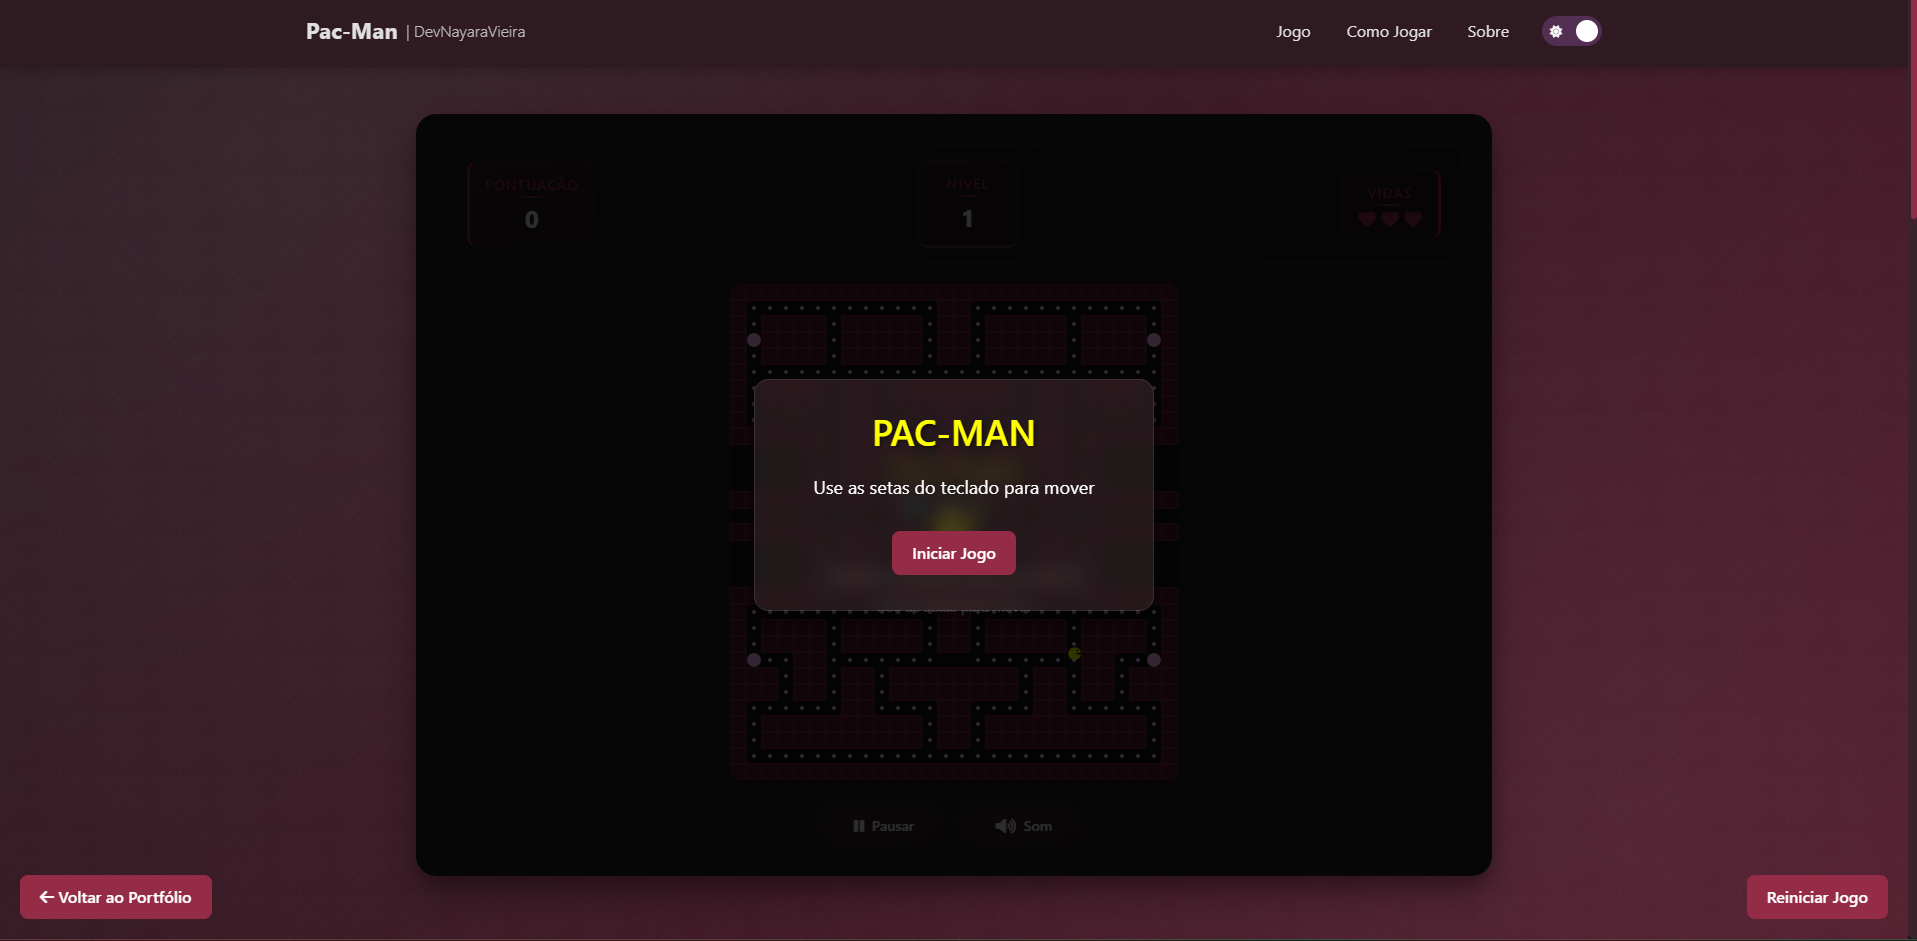 Pac-Man | DevNayaraVieira
Jogo
Como Jogar
Sobre
PONTUAÇÃO
0
NÍVEL
1
VIDAS
PAC-MAN
Use as setas do teclado para mover
Iniciar Jogo
Pausar
Som
Voltar ao Portfólio
Reiniciar Jogo